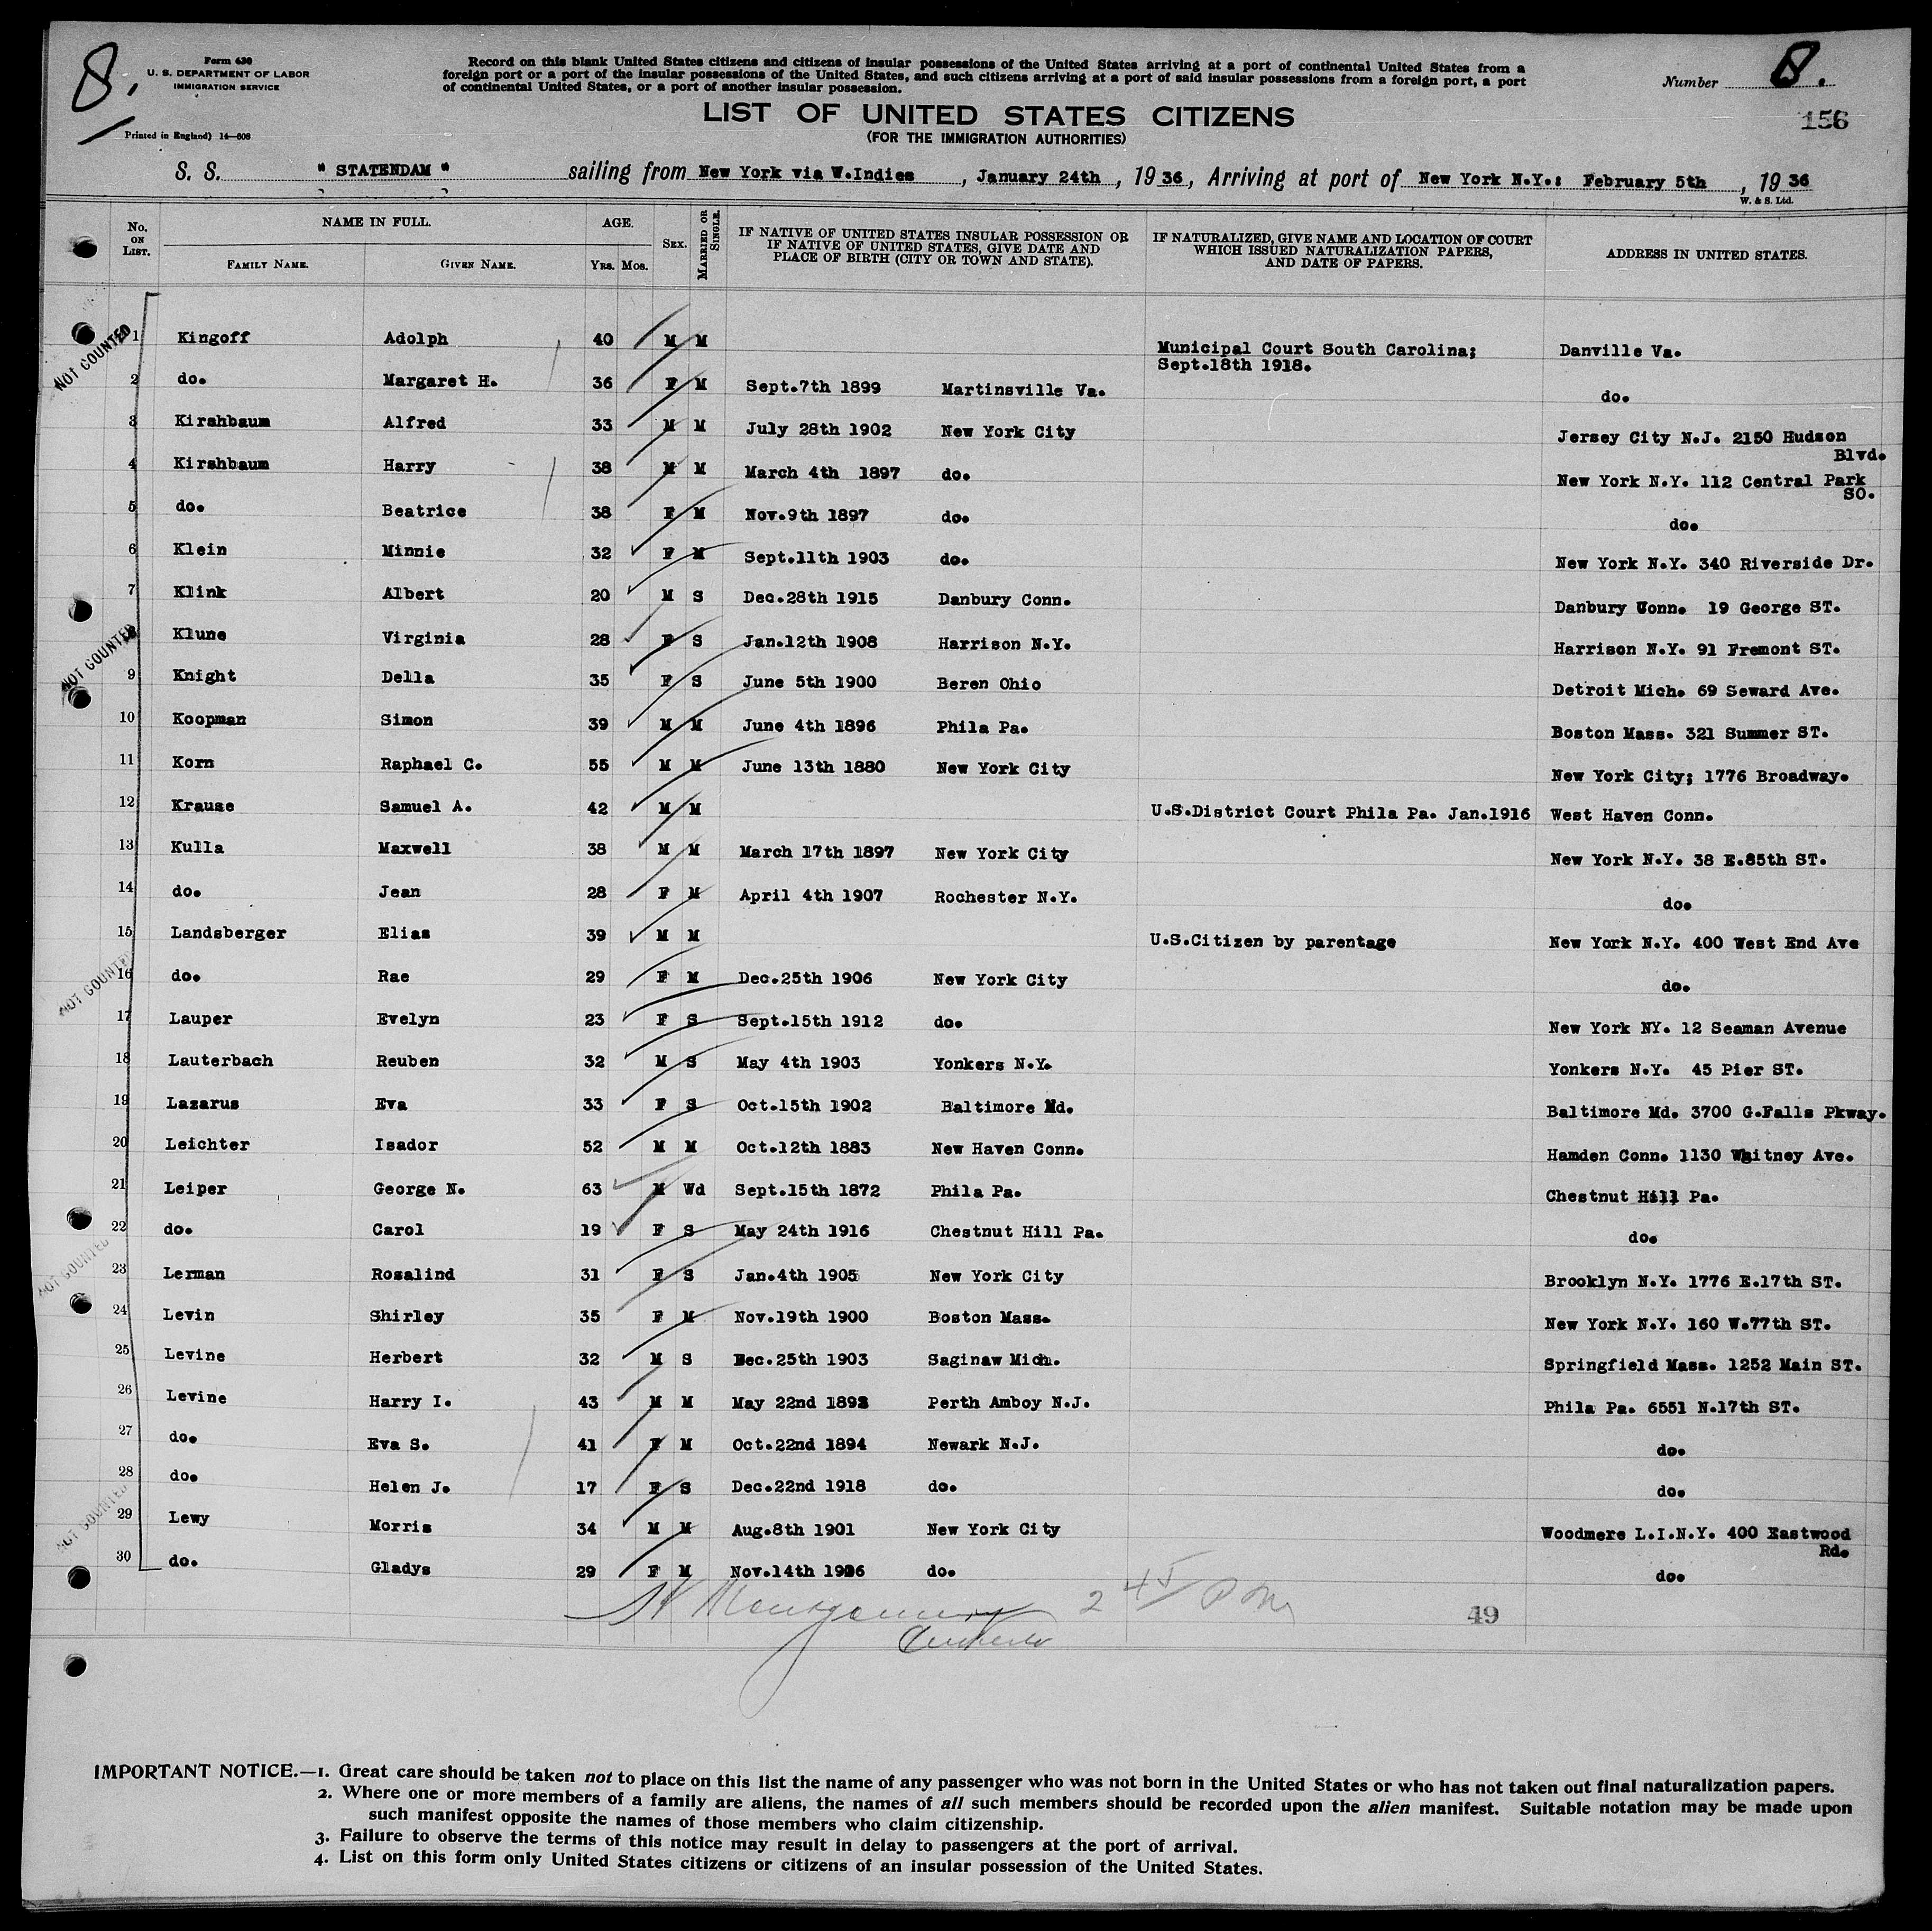 8.
Form 630
U. S. DEPARTMENT OF LABOR
IMMIGRATION SERVICE
Printed in England) 14—608
Record on this blank United States citizens and citizens of insular possessions of the United States arriving at a port of continental United States from a
foreign port or a port of the insular possessions of the United States, and such citizens arriving at a port of said insular possessions from a foreign port, a port
of continental United States, or a port of another insular possession.
Number 8.
156
LIST OF UNITED STATES CITIZENS
(FOR THE IMMIGRATION AUTHORITIES)
S. S. " STATENDAM " sailing from New York via W.Indies , January 24th , 19 36 , Arriving at port of New York N.Y.: February 5th , 19 36
W. & S. Ltd.
No. ON LIST. NAME IN FULL. FAMILY NAME. GIVEN NAME. AGE. YRS. MOS. SEX. MARRIED OR SINGLE. IF NATIVE OF UNITED STATES INSULAR POSSESSION OR IF NATIVE OF UNITED STATES, GIVE DATE AND PLACE OF BIRTH (CITY OR TOWN AND STATE). IF NATURALIZED, GIVE NAME AND LOCATION OF COURT WHICH ISSUED NATURALIZATION PAPERS, AND DATE OF PAPERS. ADDRESS IN UNITED STATES.
1 Kingoff Adolph 40 M M Municipal Court South Carolina; Sept.18th 1918. Danville Va.
2 do. Margaret H. 36 F M Sept.7th 1899 Martinsville Va. do.
3 Kirshbaum Alfred 33 M M July 28th 1902 New York City Jersey City N.J. 2150 Hudson Blvd.
4 Kirshbaum Harry 38 M M March 4th 1897 do. New York N.Y. 112 Central Park SO.
5 do. Beatrice 38 F M Nov.9th 1897 do. do.
6 Klein Minnie 32 F M Sept.11th 1903 do. New York N.Y. 340 Riverside Dr.
7 Klink Albert 20 M S Dec.28th 1915 Danbury Conn. Danbury Conn. 19 George ST.
8 Klune Virginia 28 F S Jan.12th 1908 Harrison N.Y. Harrison N.Y. 91 Fremont ST.
9 Knight Della 35 F S June 5th 1900 Beren Ohio Detroit Mich. 69 Seward Ave.
10 Koopman Simon 39 M M June 4th 1896 Phila Pa. Boston Mass. 321 Summer ST.
11 Korn Raphael C. 55 M M June 13th 1880 New York City New York City; 1776 Broadway.
12 Krause Samuel A. 42 M M U.S.District Court Phila Pa. Jan.1916 West Haven Conn.
13 Kulla Maxwell 38 M M March 17th 1897 New York City New York N.Y. 38 E.85th ST.
14 do. Jean 28 F M April 4th 1907 Rochester N.Y. do.
15 Landsberger Elias 39 M M U.S.Citizen by parentage New York N.Y. 400 West End Ave
16 do. Rae 29 F M Dec.25th 1906 New York City do.
17 Lauper Evelyn 23 F S Sept.15th 1912 do. New York NY. 12 Seaman Avenue
18 Lauterbach Reuben 32 M S May 4th 1903 Yonkers N.Y. Yonkers N.Y. 45 Pier ST.
19 Lazarus Eva 33 F S Oct.15th 1902 Baltimore Md. Baltimore Md. 3700 G.Falls Pkway.
20 Leichter Isador 52 M M Oct.12th 1883 New Haven Conn. Hamden Conn. 1130 Whitney Ave.
21 Leiper George N. 63 M Wd Sept.15th 1872 Phila Pa. Chestnut Hill Pa.
22 do. Carol 19 F S May 24th 1916 Chestnut Hill Pa. do.
23 Lerman Rosalind 31 F S Jan.4th 1905 New York City Brooklyn N.Y. 1776 E.17th ST.
24 Levin Shirley 35 F M Nov.19th 1900 Boston Mass. New York N.Y. 160 W.77th ST.
25 Levine Herbert 32 M S Dec.25th 1903 Saginaw Mich. Springfield Mass. 1252 Main ST.
26 Levine Harry I. 43 M M May 22nd 1892 Perth Amboy N.J. Phila Pa. 6551 N.17th ST.
27 do. Eva S. 41 F M Oct.22nd 1894 Newark N.J. do.
28 do. Helen J. 17 F S Dec.22nd 1918 do. do.
29 Lewy Morris 34 M M Aug.8th 1901 New York City Woodmere L.I.N.Y. 400 Eastwood Rd.
30 do. Gladys 29 F M Nov.14th 1906 do. do.
NOT COUNTED
NOT COUNTED
NOT COUNTED
NOT COUNTED
NOT COUNTED
Montgomery 2 45 P
49
IMPORTANT NOTICE.—1. Great care should be taken not to place on this list the name of any passenger who was not born in the United States or who has not taken out final naturalization papers.
2. Where one or more members of a family are aliens, the names of all such members should be recorded upon the alien manifest. Suitable notation may be made upon
such manifest opposite the names of those members who claim citizenship.
3. Failure to observe the terms of this notice may result in delay to passengers at the port of arrival.
4. List on this form only United States citizens or citizens of an insular possession of the United States.